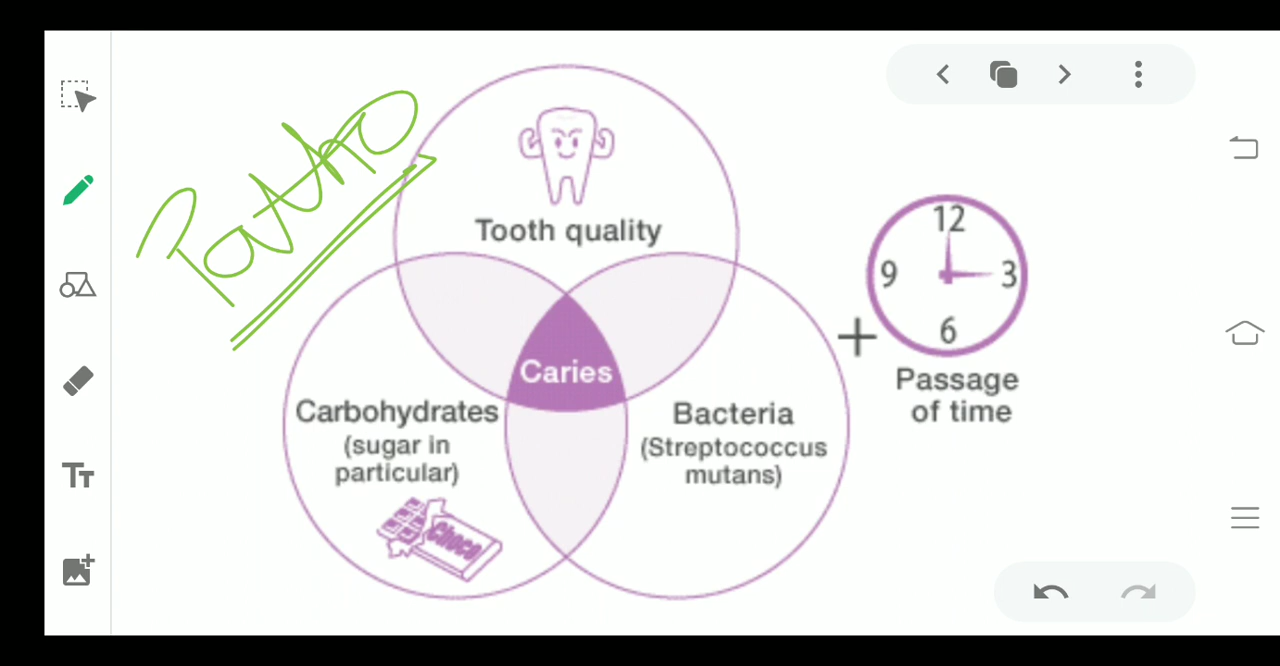 Patho
Tooth quality
Caries
Carbohydrates
(sugar in
particular)
Choco
Bacteria
(Streptococcus
mutans)
+
12
3
6
9
Passage
of time
TT